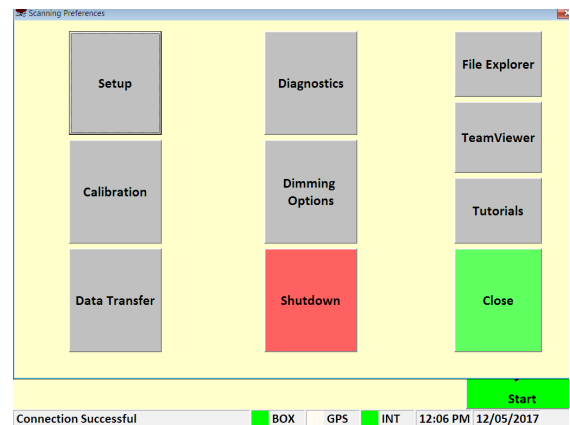 Scanning Preferences
Setup
Diagnostics
File Explorer
TeamViewer
Calibration
Dimming
Options
Tutorials
Data Transfer
Shutdown
Close
Start
Connection Successful
BOX
GPS
INT
12:06 PM
12/05/2017